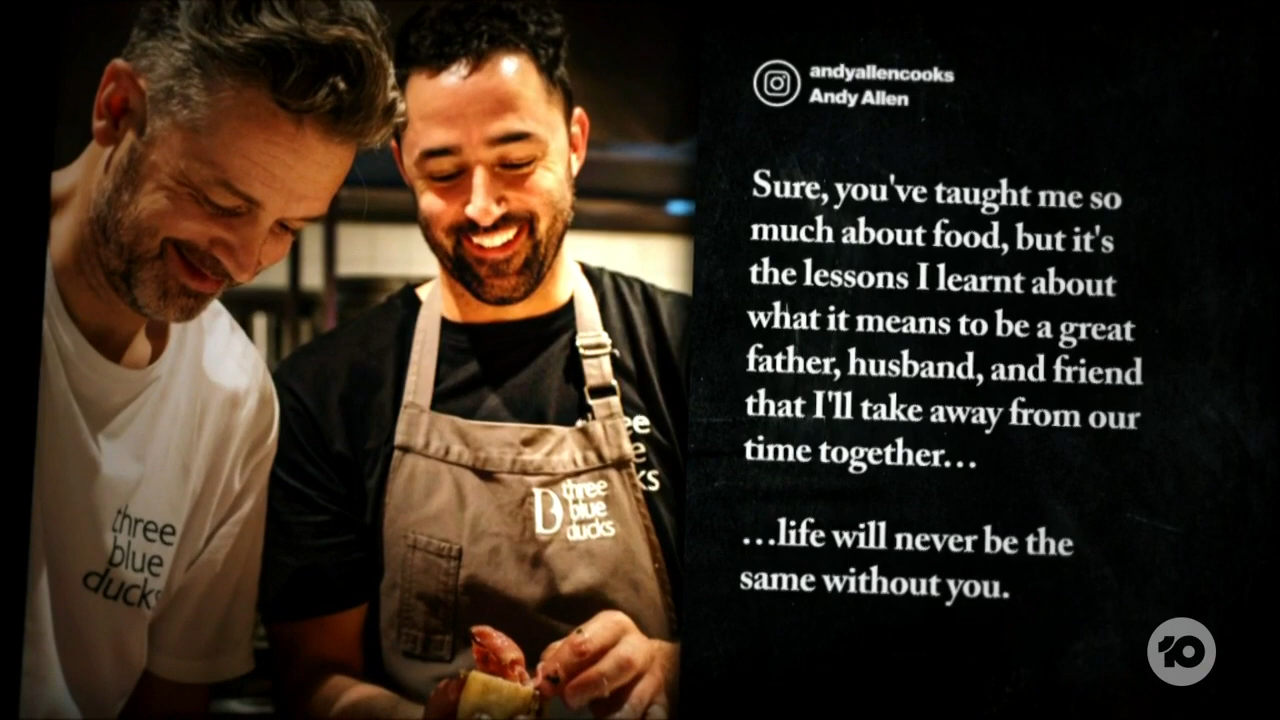 andyallencooks
Andy Allen
Sure, you've taught me so
much about food, but it's
the lessons I learnt about
what it means to be a great
father, husband, and friend
that I'll take away from our
time together…
…life will never be the
same without you.
three
blue
ducks
three
blue
ducks
ee
e
ks
10